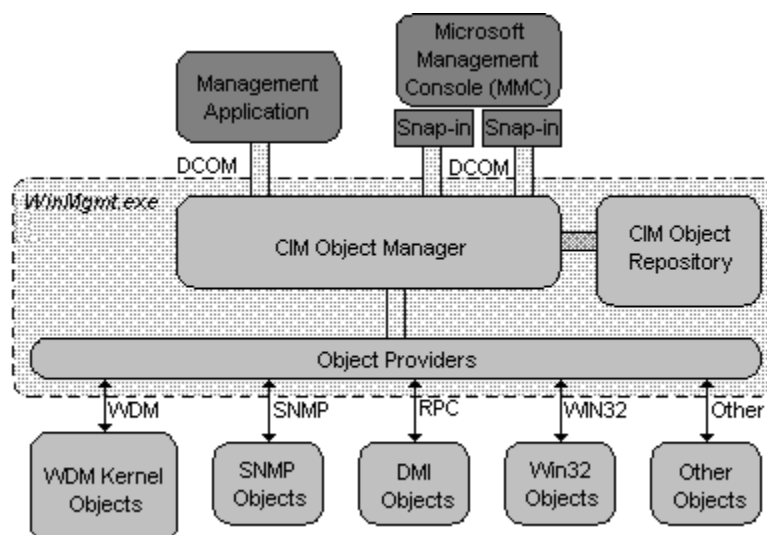 Management
Application
Microsoft
Management
Console (MMC)
Snap-in
Snap-in
DCOM
DCOM
WinMgmt.exe
CIM Object Manager
CIM Object
Repository
Object Providers
WDM
SNMP
RPC
WIN32
Other
WDM Kernel
Objects
SNMP
Objects
DMI
Objects
Win32
Objects
Other
Objects